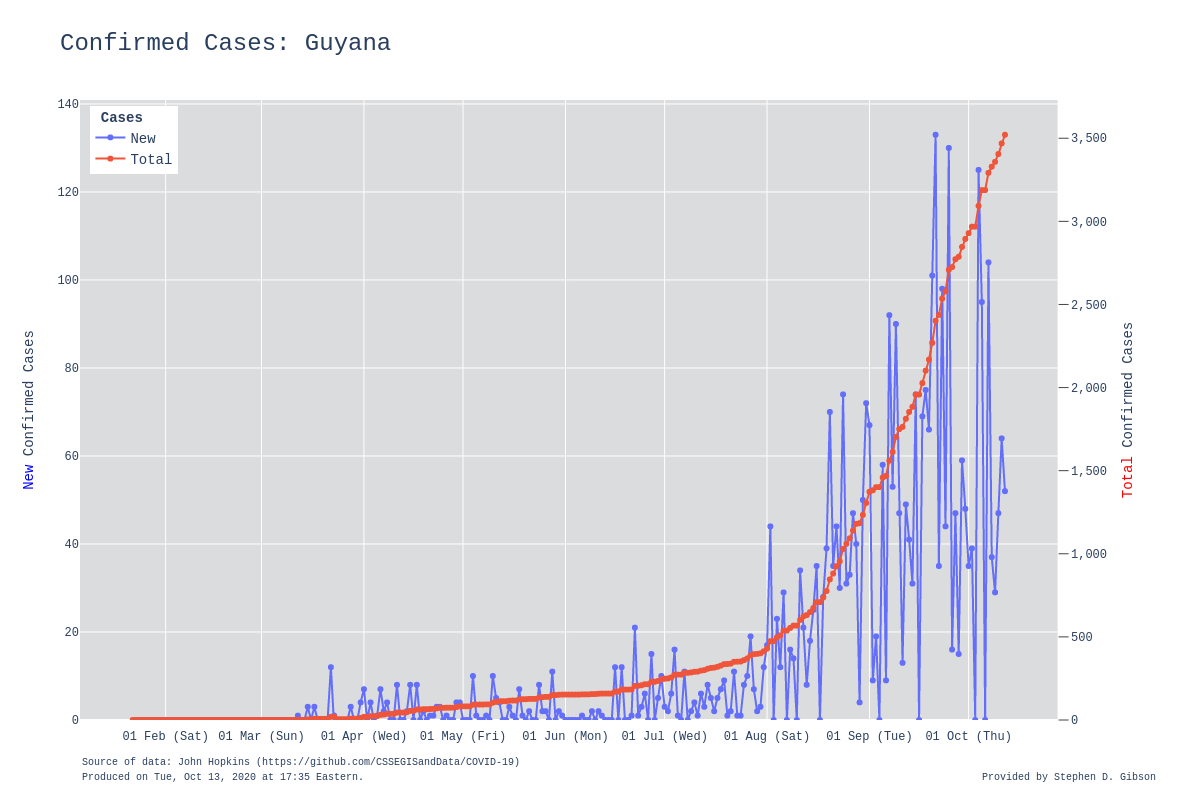 Confirmed Cases: Guyana
Cases
New
Total
140
120
100
80
60
40
20
0
New Confirmed Cases
3,500
3,000
2,500
2,000
1,500
1,000
500
0
Total Confirmed Cases
01 Feb (Sat) 01 Mar (Sun) 01 Apr (Wed) 01 May (Fri) 01 Jun (Mon) 01 Jul (Wed) 01 Aug (Sat) 01 Sep (Tue) 01 Oct (Thu)
Source of data: John Hopkins (https://github.com/CSSEGISandData/COVID-19)
Produced on Tue, Oct 13, 2020 at 17:35 Eastern.
Provided by Stephen D. Gibson